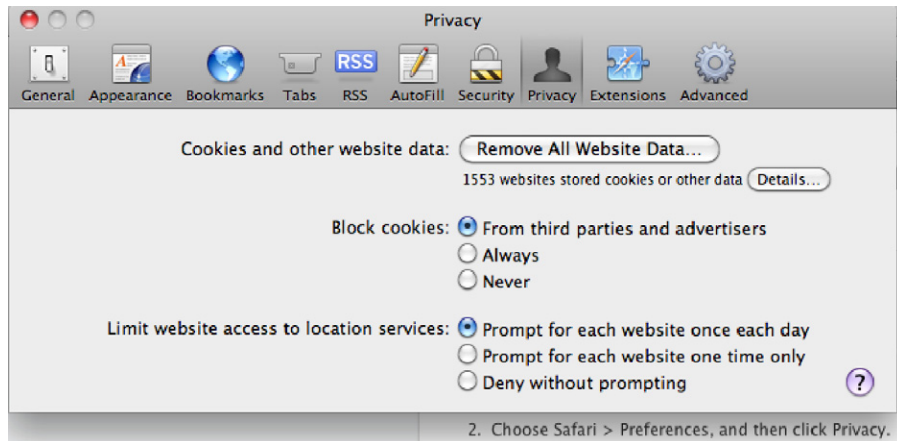 Privacy
General Appearance Bookmarks Tabs RSS AutoFill Security Privacy Extensions Advanced
RSS
Cookies and other website data: Remove All Website Data...
1553 websites stored cookies or other data Details...
Block cookies: From third parties and advertisers
Always
Never
Limit website access to location services: Prompt for each website once each day
Prompt for each website one time only
Deny without prompting
?
2. Choose Safari > Preferences, and then click Privacy.